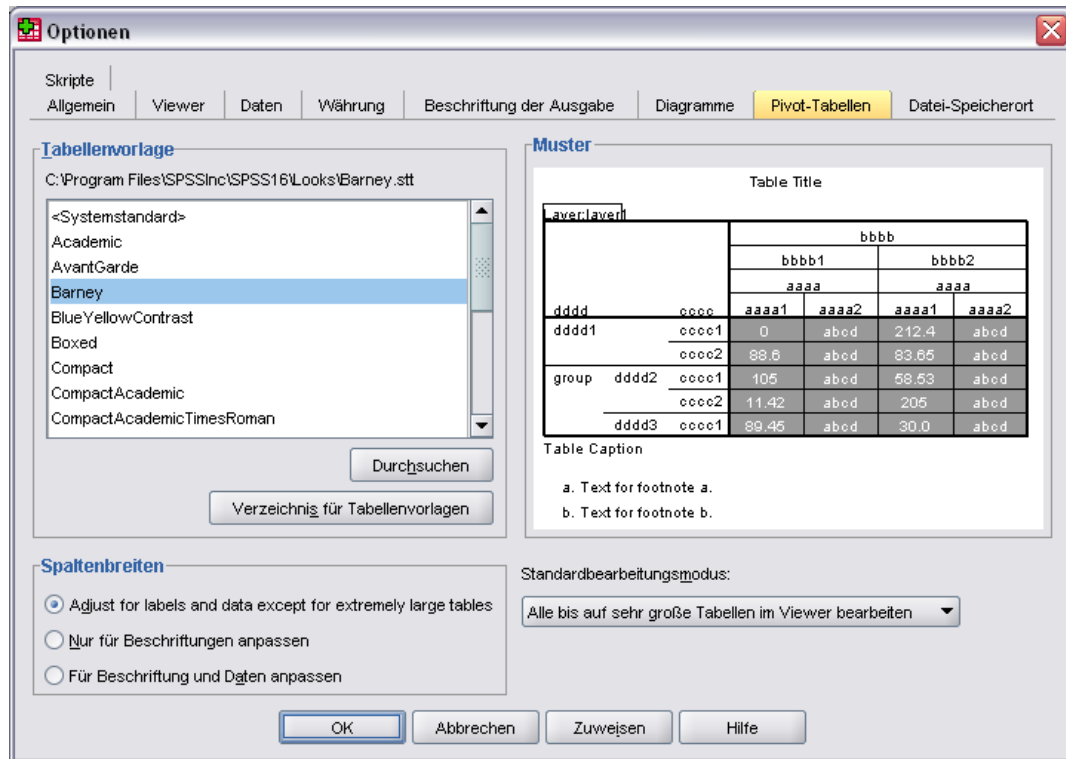 Optionen
Skripte
Allgemein Viewer Daten Währung Beschriftung der Ausgabe Diagramme Pivot-Tabellen Datei-Speicherort
Tabellenvorlage
C:\Program Files\SPSSInc\SPSS16\Looks\Barney.stt
<Systemstandard>
Academic
AvantGarde
Barney
BlueYellowContrast
Boxed
Compact
CompactAcademic
CompactAcademicTimesRoman
Durchsuchen
Verzeichnis für Tabellenvorlagen
Muster
Table Title
Layer:layer1
bbbb
bbbb1 bbbb2
aaaa aaaa
dddd cccc aaaa1 aaaa2 aaaa1 aaaa2
dddd1 cccc1 0 abcd 212.4 abcd
cccc2 88.6 abcd 83.65 abcd
group dddd2 cccc1 105 abcd 58.53 abcd
cccc2 11.42 abcd 205 abcd
dddd3 cccc1 89.45 abcd 30.0 abcd
Table Caption
a. Text for footnote a.
b. Text for footnote b.
Spaltenbreiten
Adjust for labels and data except for extremely large tables
Nur für Beschriftungen anpassen
Für Beschriftung und Daten anpassen
Standardbearbeitungsmodus:
Alle bis auf sehr große Tabellen im Viewer bearbeiten
OK Abbrechen Zuweisen Hilfe